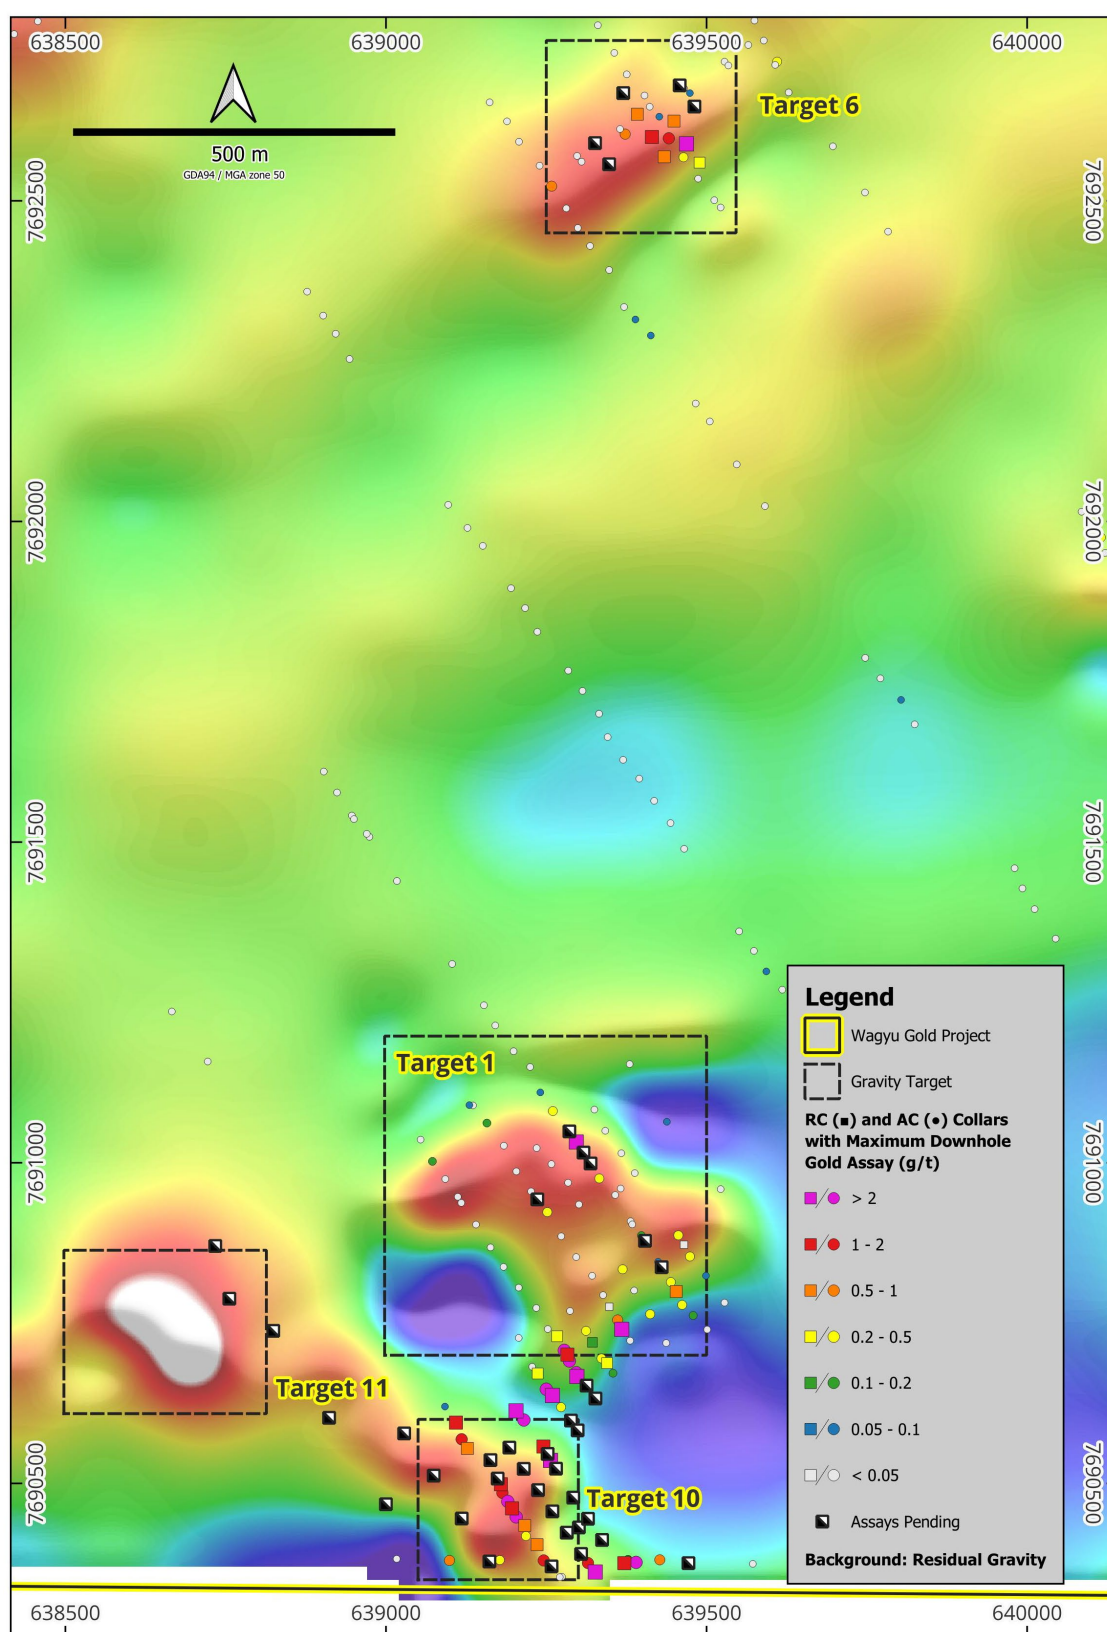 638500
639000
639500
640000
500 m
GDA94 / MGA zone 50
Target 6
7692500
7692500
7692000
7692000
7691500
7691500
Target 1
7691000
7691000
Target 11
Target 10
7690500
7690500
Legend
Wagyu Gold Project
Gravity Target
RC (■) and AC (●) Collars
with Maximum Downhole
Gold Assay (g/t)
/ > 2
/ 1 - 2
/ 0.5 - 1
/ 0.2 - 0.5
/ 0.1 - 0.2
/ 0.05 - 0.1
/ < 0.05
Assays Pending
Background: Residual Gravity
638500
639000
639500
640000